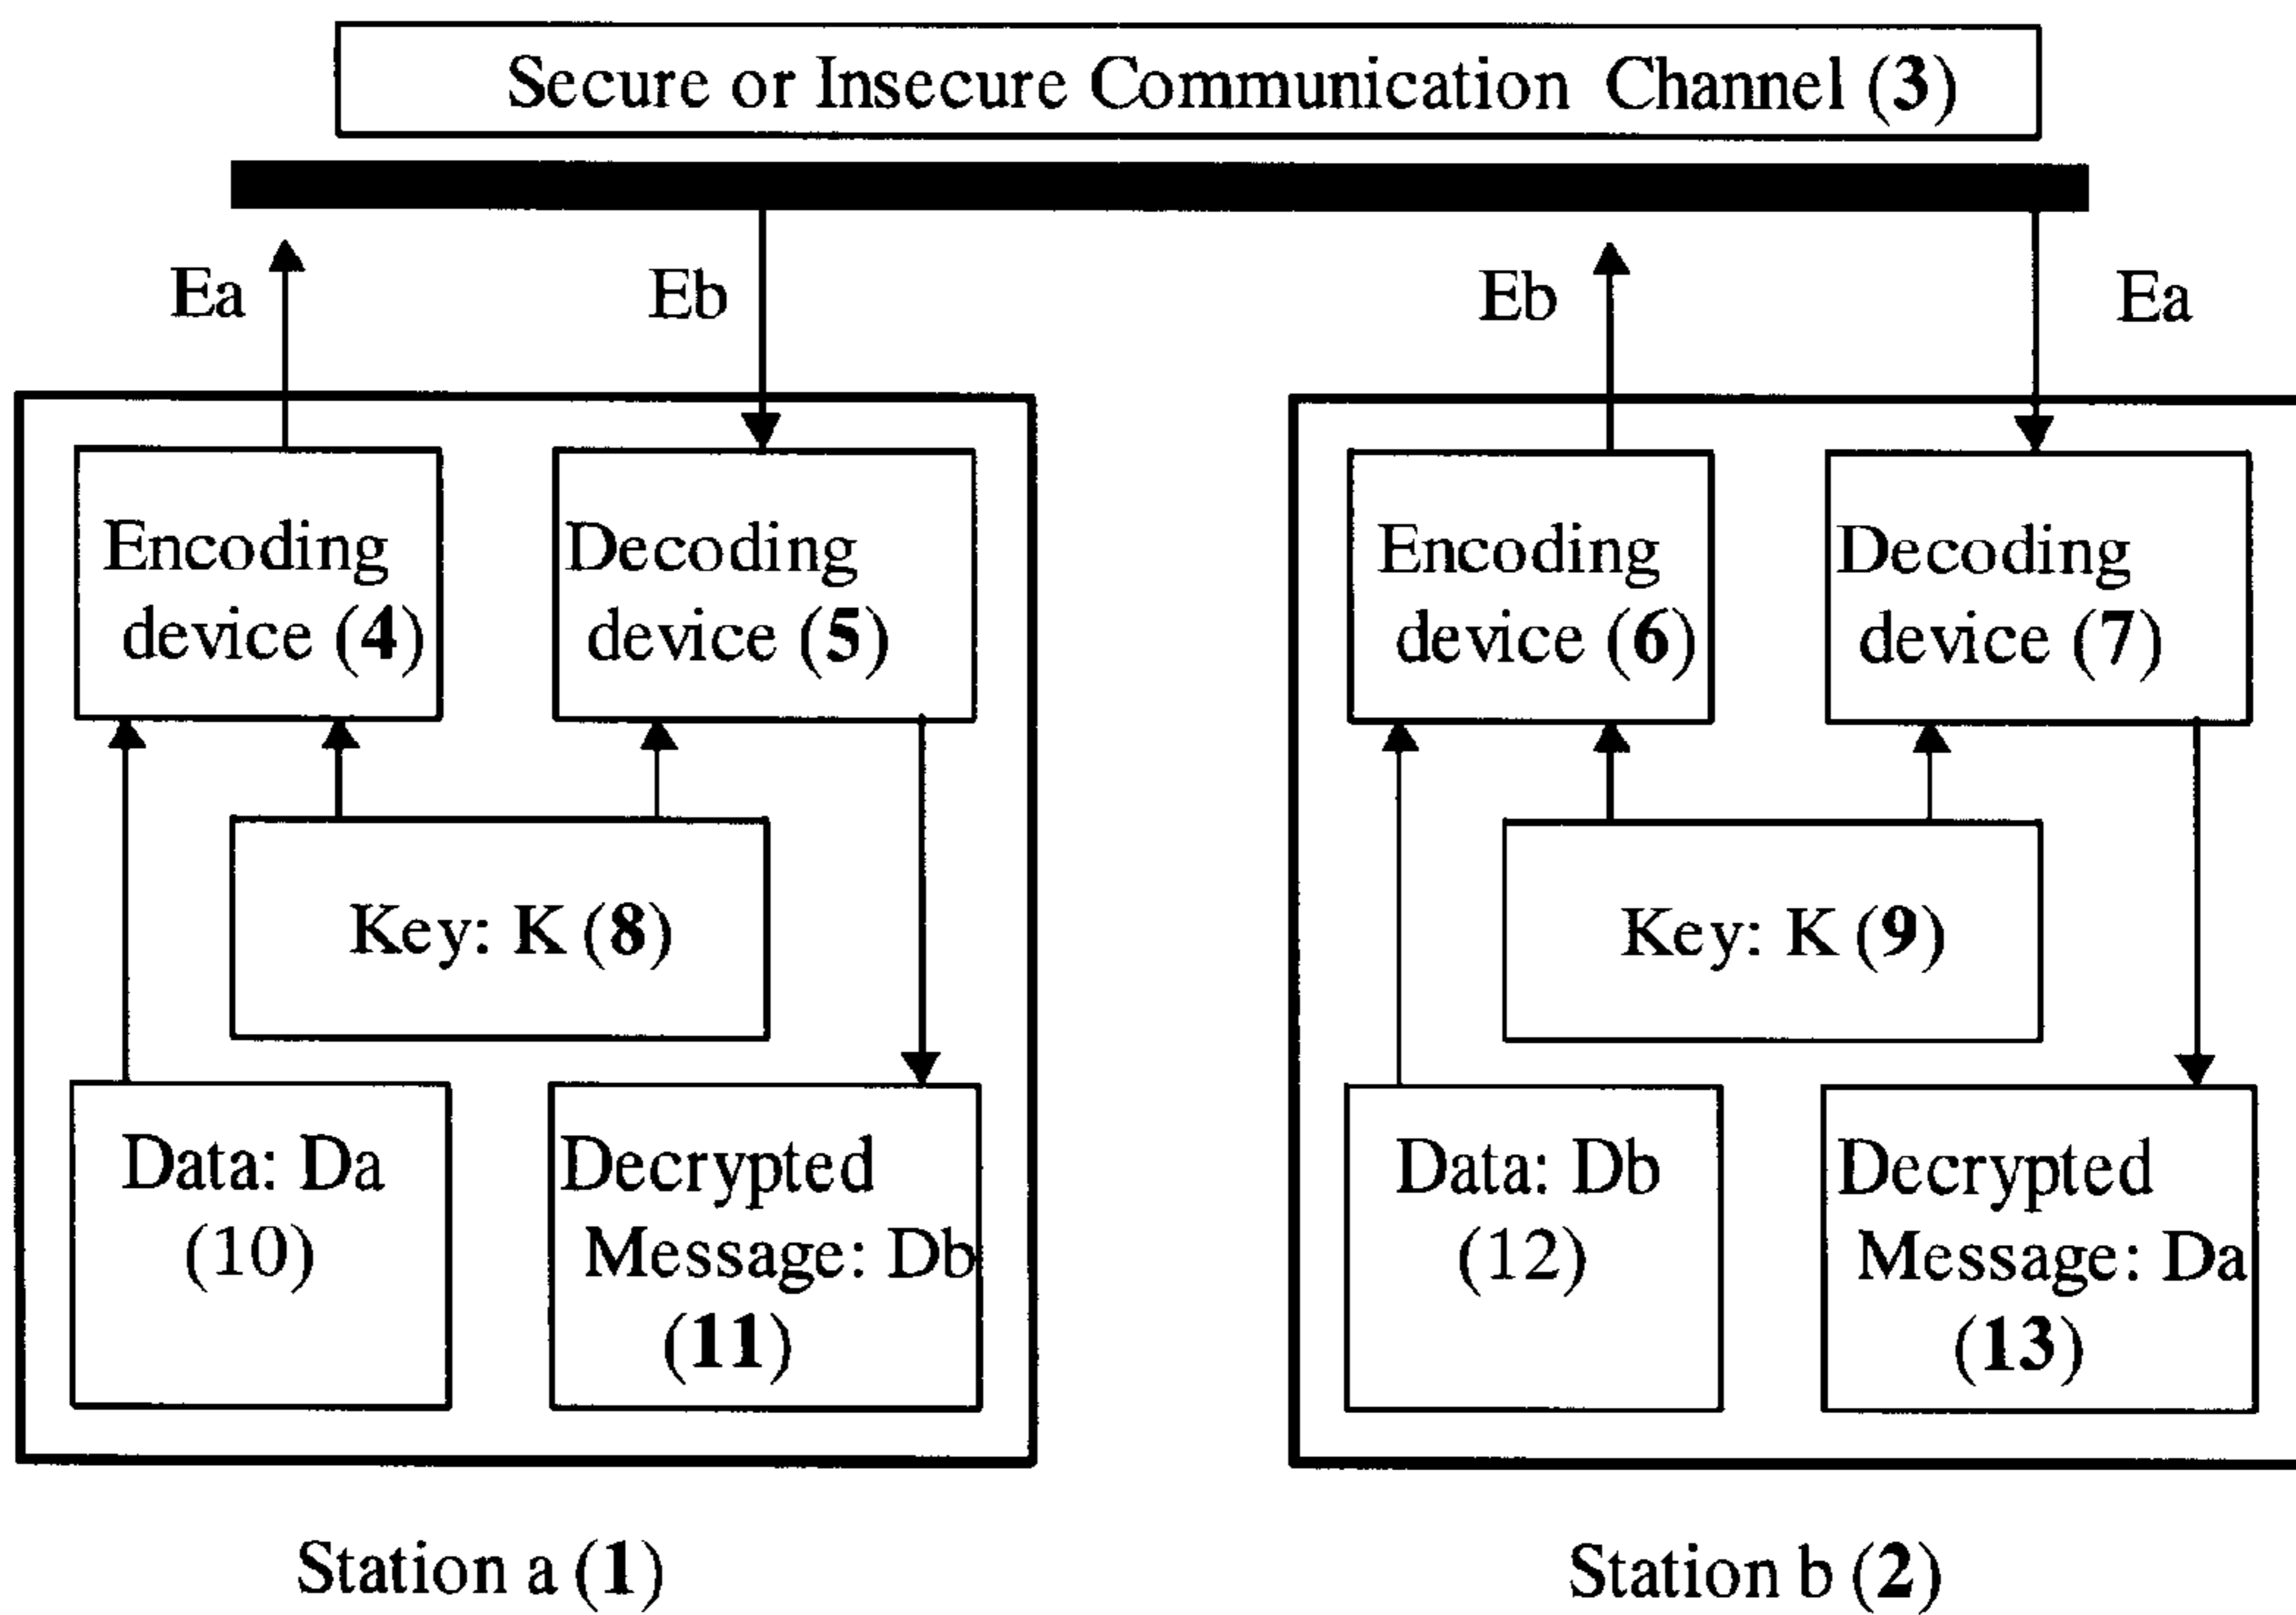 Secure or Insecure Communication Channel (3)
Ea
Eb
Eb
Ea
Encoding
device (4)
Decoding
device (5)
Encoding
device (6)
Decoding
device (7)
Key: K (8)
Key: K (9)
Data: Da
(10)
Decrypted
Message: Db
(11)
Data: Db
(12)
Decrypted
Message: Da
(13)
Station a (1)
Station b (2)